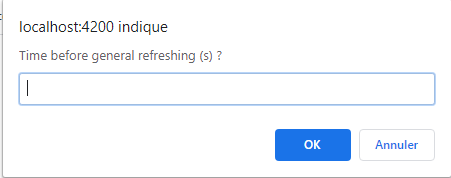 localhost:4200 indique
Time before general refreshing (s) ?
OK
Annuler